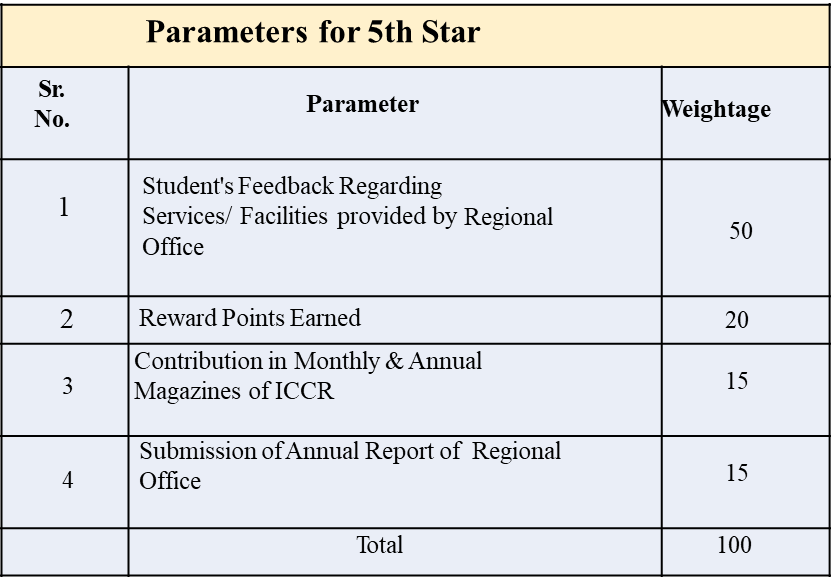 Parameters for 5th Star
Sr.
No.
Parameter
Weightage
1
Student's Feedback Regarding
Services/ Facilities provided by Regional
Office
50
2
Reward Points Earned
20
3
Contribution in Monthly & Annual
Magazines of ICCR
15
4
Submission of Annual Report of Regional
Office
15
Total
100